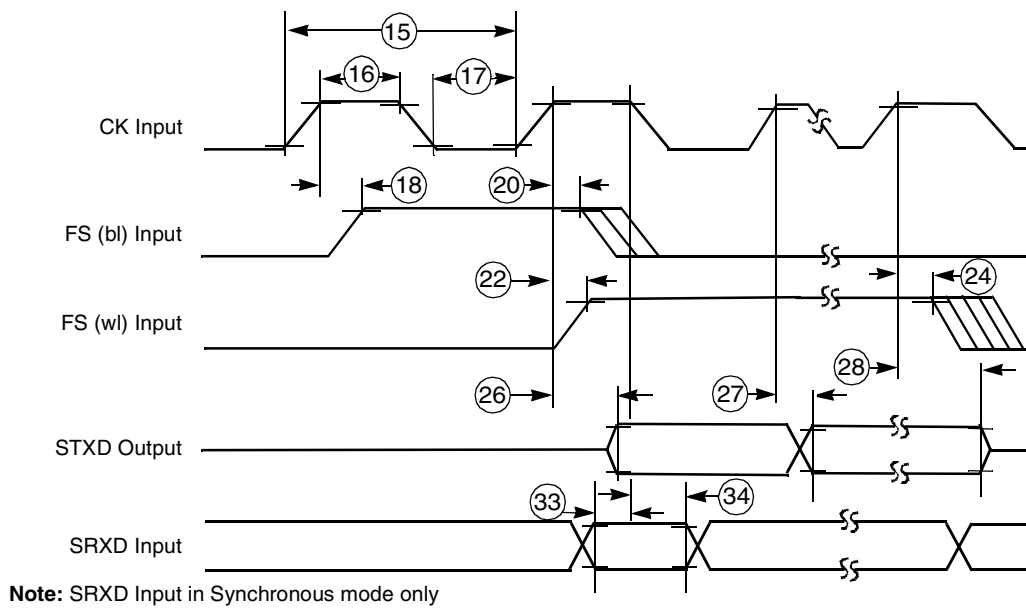 15
16
17
CK Input
18
20
FS (bl) Input
22
24
FS (wl) Input
26
27
28
STXD Output
33
34
SRXD Input
Note: SRXD Input in Synchronous mode only